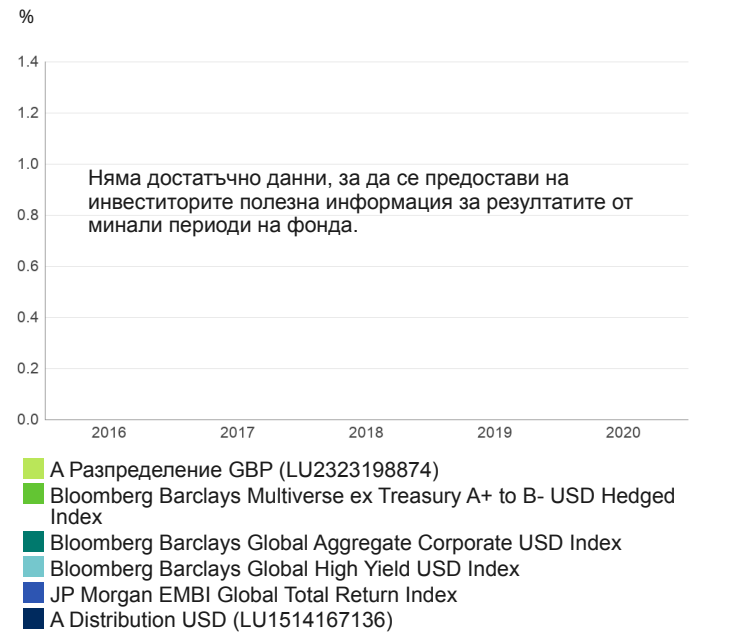 %
1.4
1.2
1.0
Няма достатъчно данни, за да се предостави на
инвеститорите полезна информация за резултатите от
0.8
минали периоди на фонда.
0.6
0.4
0.2
0.0
2016 2017 2018 2019 2020
А Разпределение GBP (LU2323198874)
Bloomberg Barclays Multiverse ex Treasury A+ to B- USD Hedged
Index
Bloomberg Barclays Global Aggregate Corporate USD Index
Bloomberg Barclays Global High Yield USD Index
JP Morgan EMBI Global Total Return Index
A Distribution USD (LU1514167136)